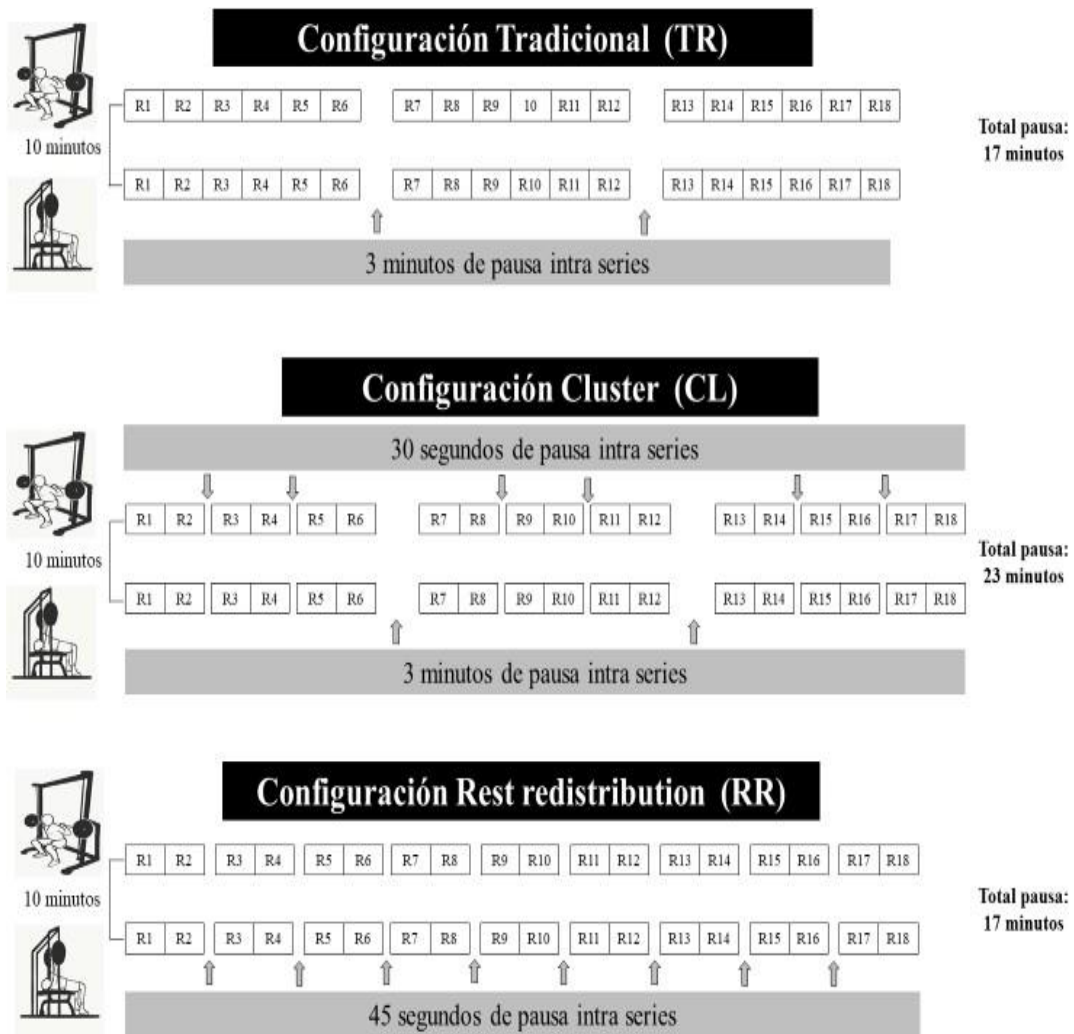 Configuración Tradicional (TR)
R1 R2 R3 R4 R5 R6 R7 R8 R9 10 R11 R12 R13 R14 R15 R16 R17 R18
10 minutos
Total pausa:
17 minutos
R1 R2 R3 R4 R5 R6 R7 R8 R9 R10 R11 R12 R13 R14 R15 R16 R17 R18
3 minutos de pausa intra series
Configuración Cluster (CL)
30 segundos de pausa intra series
R1 R2 R3 R4 R5 R6 R7 R8 R9 R10 R11 R12 R13 R14 R15 R16 R17 R18
10 minutos
Total pausa:
23 minutos
R1 R2 R3 R4 R5 R6 R7 R8 R9 R10 R11 R12 R13 R14 R15 R16 R17 R18
3 minutos de pausa intra series
Configuración Rest redistribution (RR)
R1 R2 R3 R4 R5 R6 R7 R8 R9 R10 R11 R12 R13 R14 R15 R16 R17 R18
10 minutos
Total pausa:
17 minutos
R1 R2 R3 R4 R5 R6 R7 R8 R9 R10 R11 R12 R13 R14 R15 R16 R17 R18
45 segundos de pausa intra series